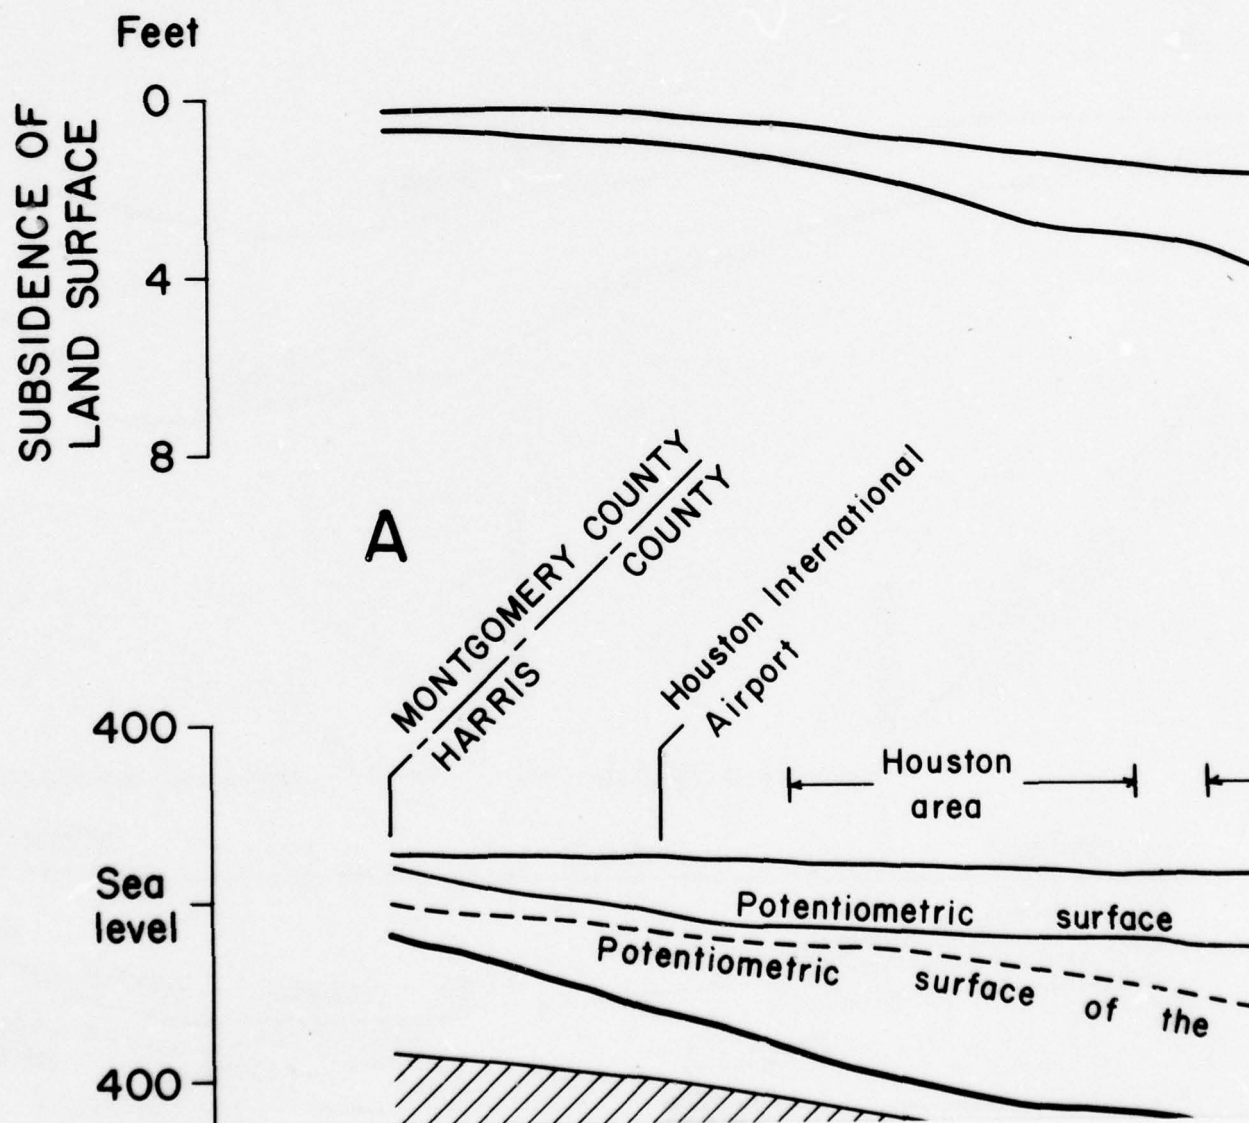 Feet
0
SUBSIDENCE OF
LAND SURFACE
4
8
A
MONTGOMERY COUNTY
HARRIS COUNTY
Houston International
Airport
400
Houston
area
Sea
level
Potentiometric surface
Potentiometric surface of the
400